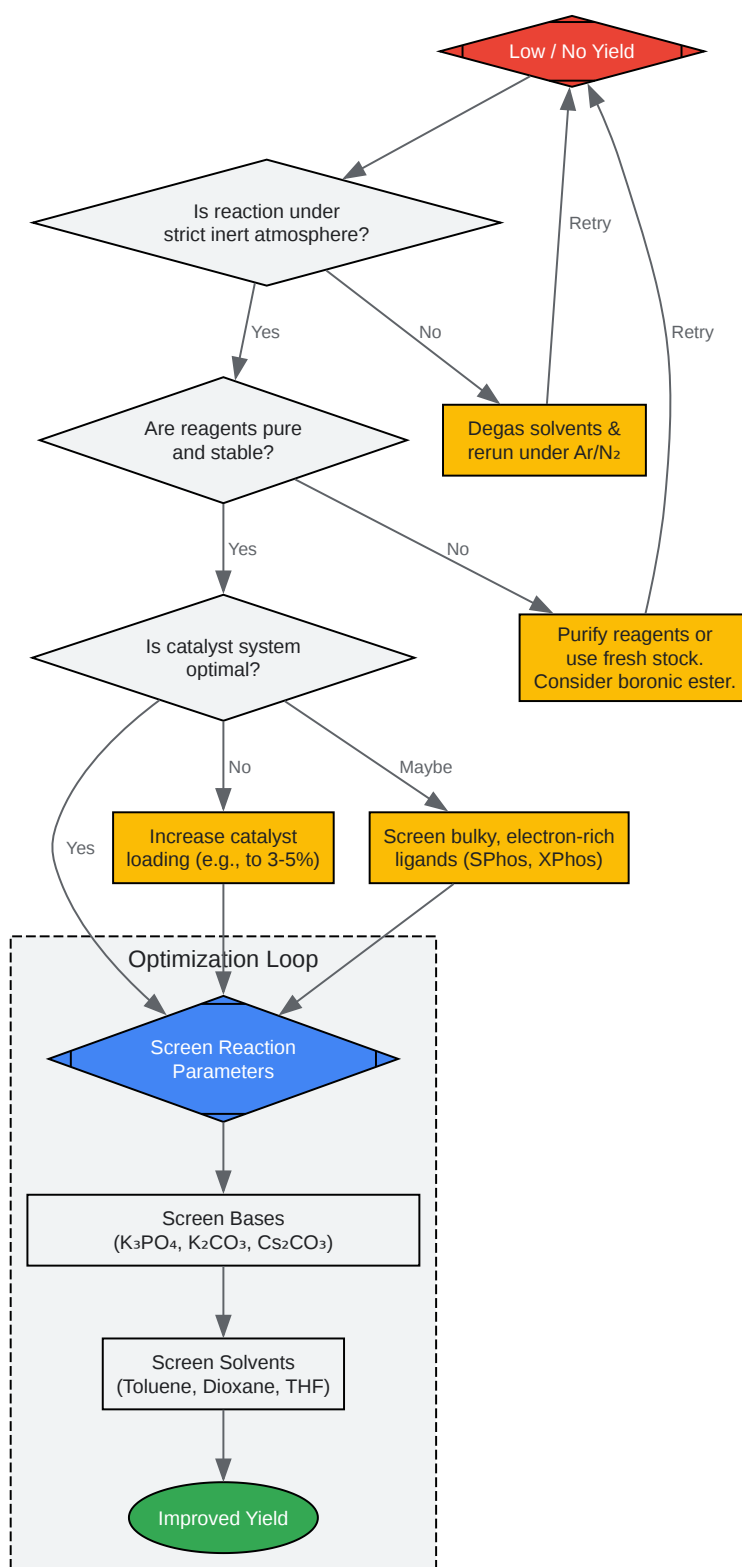 Low / No Yield
Is reaction under
strict inert atmosphere?
Retry
Yes
No
Retry
Are reagents pure
and stable?
Degas solvents &
rerun under Ar/N₂
Yes
No
Is catalyst system
optimal?
Purify reagents or
use fresh stock.
Consider boronic ester.
No
Maybe
Yes
Increase catalyst
loading (e.g., to 3-5%)
Screen bulky, electron-rich
ligands (SPhos, XPhos)
Optimization Loop
Screen Reaction
Parameters
Screen Bases
(K₃PO₄, K₂CO₃, Cs₂CO₃)
Screen Solvents
(Toluene, Dioxane, THF)
Improved Yield